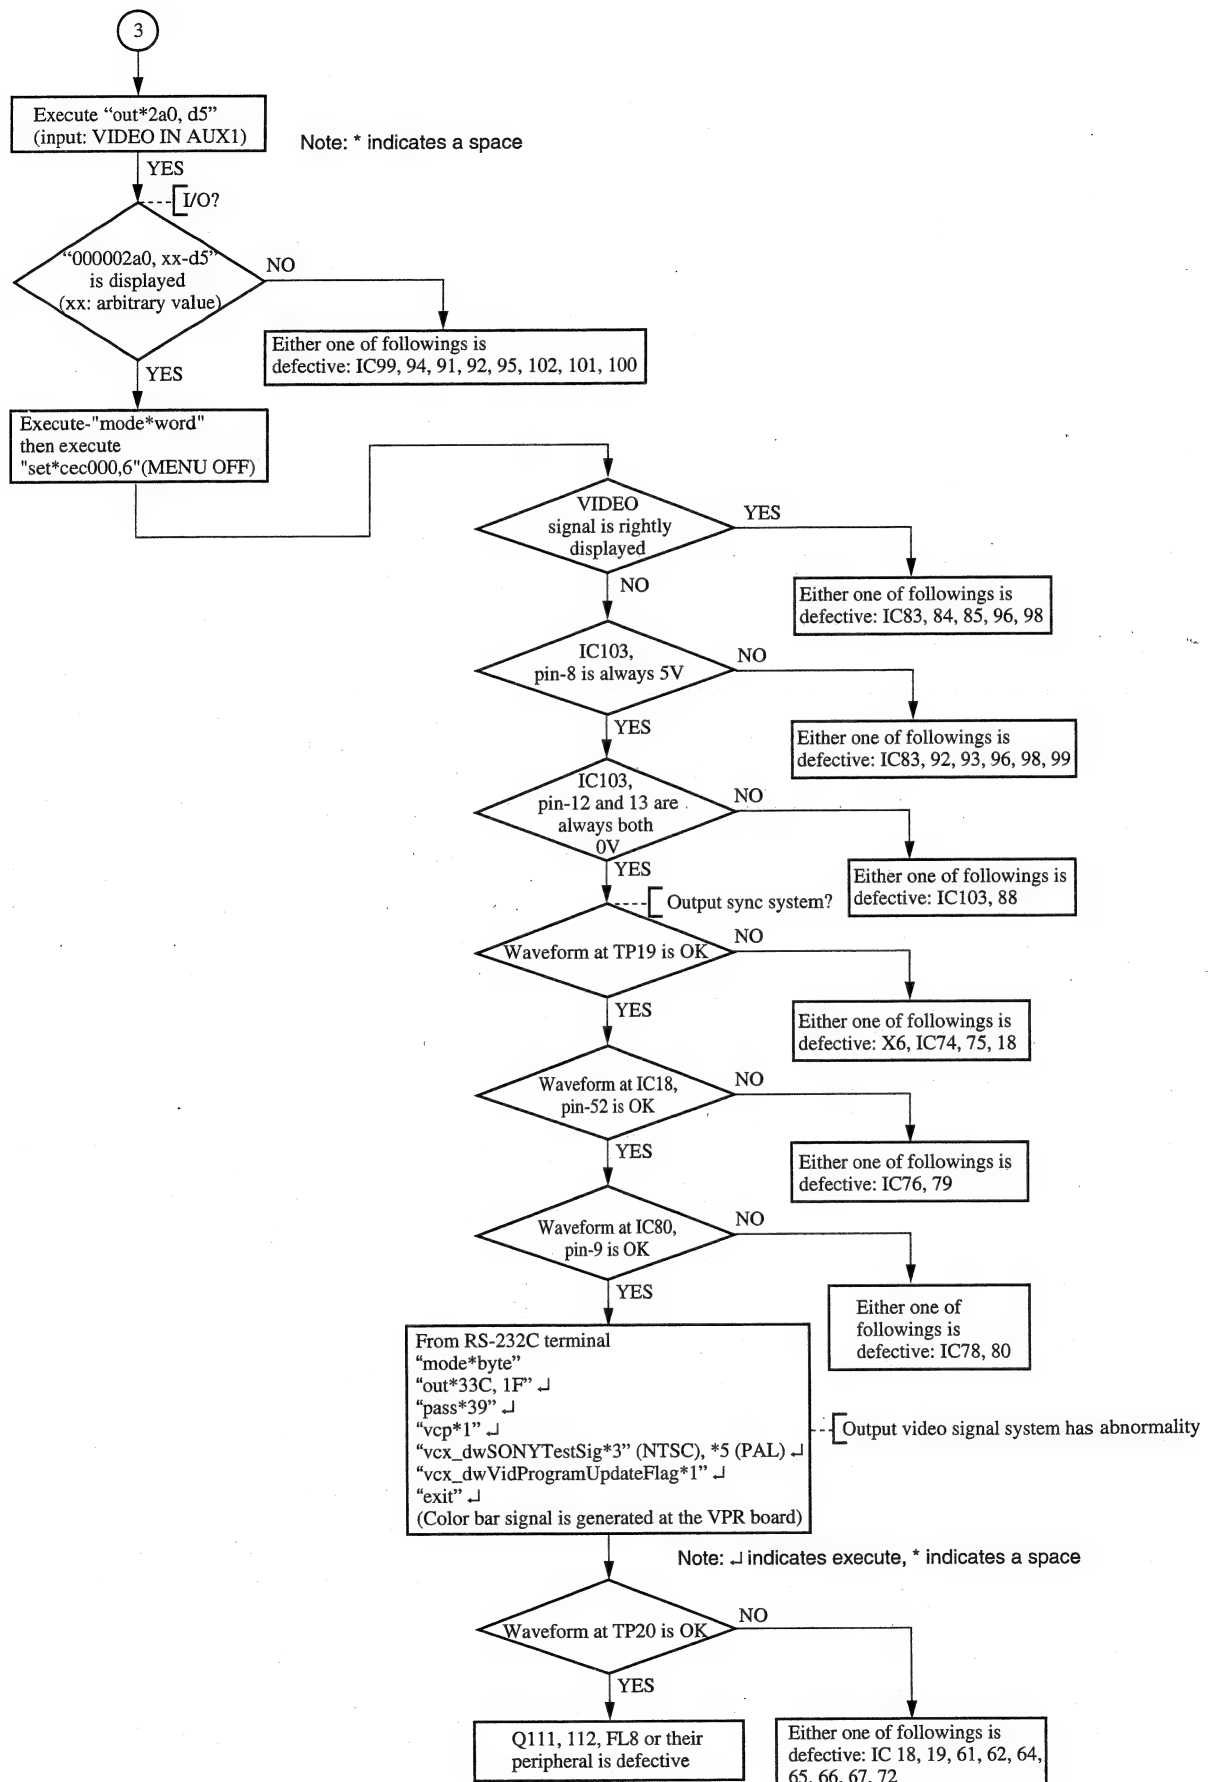 3
Execute “out*2a0, d5”
(input: VIDEO IN AUX1)
Note: * indicates a space
YES
I/O?
“000002a0, xx-d5”
is displayed
(xx: arbitrary value)
NO
Either one of followings is
defective: IC99, 94, 91, 92, 95, 102, 101, 100
YES
Execute-"mode*word"
then execute
"set*cec000,6"(MENU OFF)
VIDEO
signal is rightly
displayed
YES
Either one of followings is
defective: IC83, 84, 85, 96, 98
NO
IC103,
pin-8 is always 5V
NO
Either one of followings is
defective: IC83, 92, 93, 96, 98, 99
YES
IC103,
pin-12 and 13 are
always both
0V
NO
Either one of followings is
defective: IC103, 88
YES
Output sync system?
Waveform at TP19 is OK
NO
Either one of followings is
defective: X6, IC74, 75, 18
YES
Waveform at IC18,
pin-52 is OK
NO
Either one of followings is
defective: IC76, 79
YES
Waveform at IC80,
pin-9 is OK
NO
Either one of
followings is
defective: IC78, 80
YES
From RS-232C terminal
“mode*byte”
“out*33C, 1F” ↵
“pass*39” ↵
“vcp*1” ↵
“vcx_dwSONYTestSig*3” (NTSC), *5 (PAL) ↵
“vcx_dwVidProgramUpdateFlag*1” ↵
“exit” ↵
(Color bar signal is generated at the VPR board)
Output video signal system has abnormality
Note: ↵ indicates execute, * indicates a space
Waveform at TP20 is OK
NO
YES
Q111, 112, FL8 or their
peripheral is defective
Either one of followings is
defective: IC 18, 19, 61, 62, 64,
65, 66, 67, 72